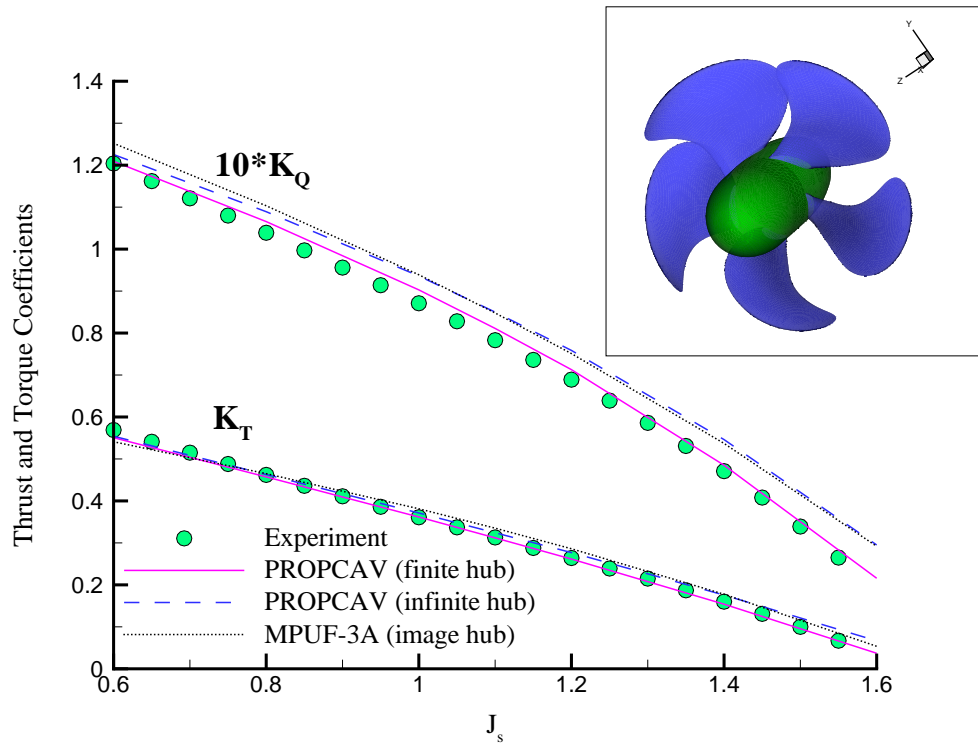 Y
Z
X
1.4
1.2
1
0.8
0.6
0.4
0.2
0
Thrust and Torque Coefficients
10*K_Q
K_T
Experiment
PROPCAV (finite hub)
PROPCAV (infinite hub)
MPUF-3A (image hub)
0.6
0.8
1
1.2
1.4
1.6
J_s